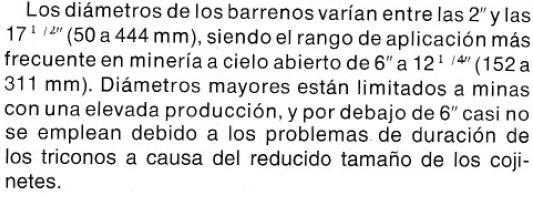 Los diámetros de los barrenos varían entre las 2" y las
17 1/2" (50 a 444 mm), siendo el rango de aplicación más
frecuente en minería a cielo abierto de 6" a 12 1/4" (152 a
311 mm). Diámetros mayores están limitados a minas
con una elevada producción, y por debajo de 6" casi no
se emplean debido a los problemas de duración de
los triconos a causa del reducido tamaño de los coji-
netes.